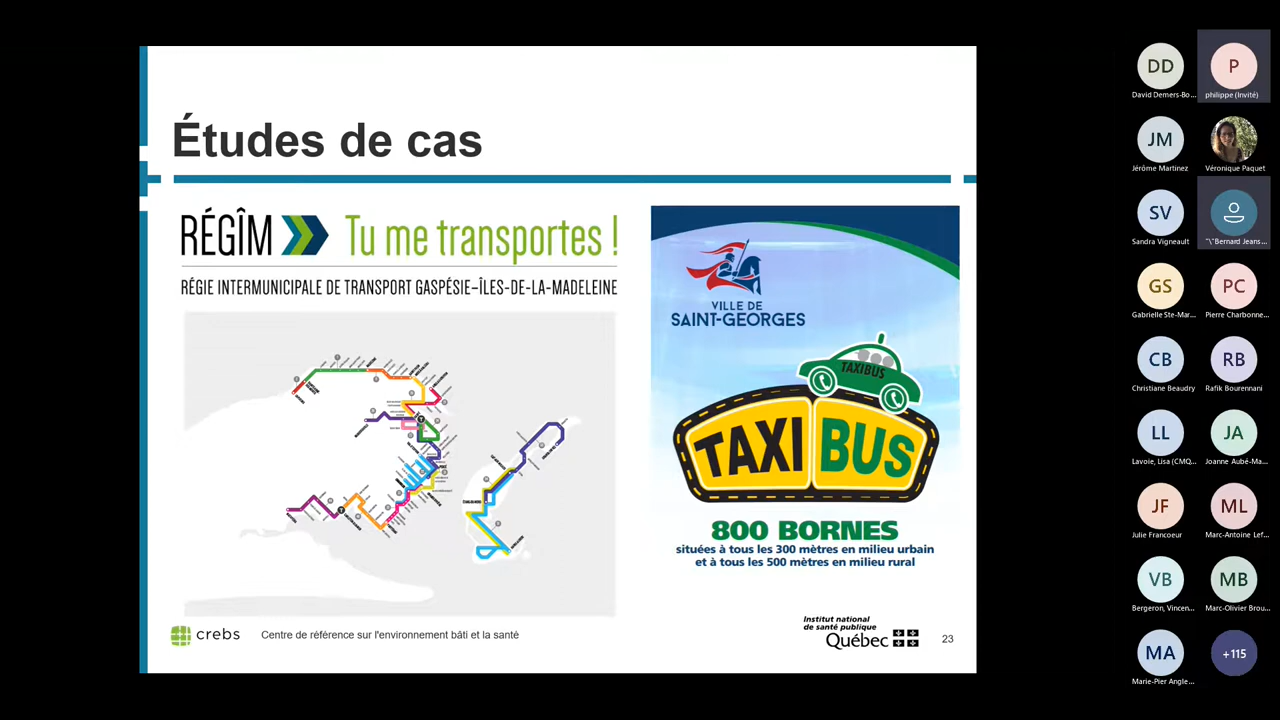 Études de cas
RÉGÎM Tu me transportes !
RÉGIE INTERMUNICIPALE DE TRANSPORT GASPÉSIE–ÎLES-DE-LA-MADELEINE
VILLE DE
SAINT-GEORGES
TAXIBUS
TAXI BUS
800 BORNES
situées à tous les 300 mètres en milieu urbain
et à tous les 500 mètres en milieu rural
crebs Centre de référence sur l'environnement bâti et la santé
Institut national
de santé publique
Québec
23
DD P
David Demers-Bo... philippe (Invité)
JM
Jérôme Martinez Véronique Paquet
SV
Sandra Vigneault "\"Bernard Jeans...
GS PC
Gabrielle Ste-Mar... Pierre Charbonne...
CB RB
Christiane Beaudry Rafik Bourennani
LL JA
Lavoie, Lisa (CMQ... Joanne Aubé-Ma...
JF ML
Julie Francoeur Marc-Antoine Lef...
VB MB
Bergeron, Vincen... Marc-Olivier Brou...
MA +115
Marie-Pier Angle...